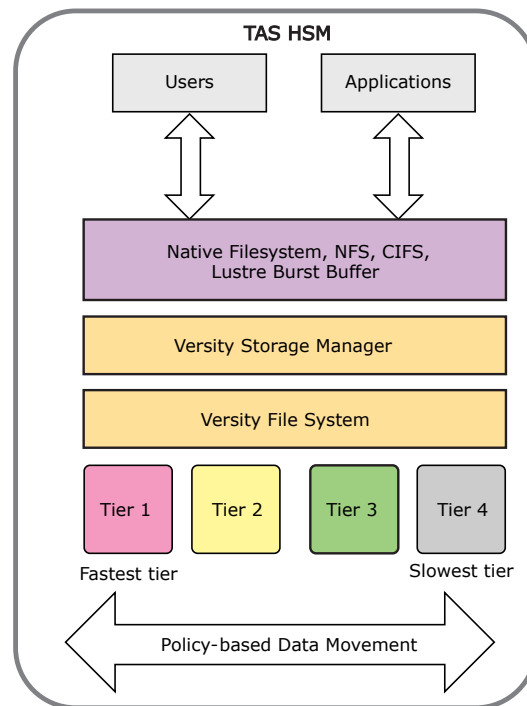 TAS HSM
Users
Applications
Native Filesystem, NFS, CIFS,
Lustre Burst Buffer
Versity Storage Manager
Versity File System
Tier 1
Tier 2
Tier 3
Tier 4
Fastest tier
Slowest tier
Policy-based Data Movement